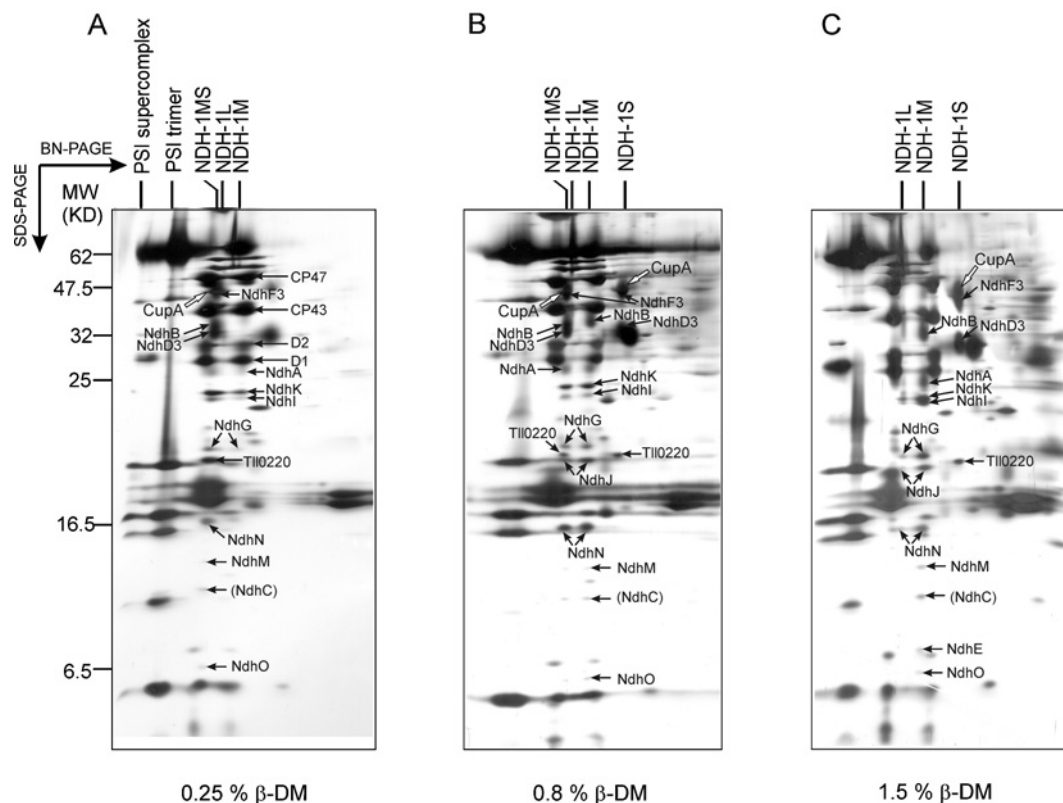 A
PSI supercomplex
PSI trimer
NDH-1MS
NDH-1L
NDH-1M
BN-PAGE
SDS-PAGE
MW
(KD)
62
47.5
32
25
16.5
6.5
CP47
NdhF3
CupA
CP43
NdhB
NdhD3
D2
D1
NdhA
NdhK
NdhI
NdhG
Tll0220
NdhN
NdhM
(NdhC)
NdhO
0.25 % β-DM
B
NDH-1MS
NDH-1L
NDH-1M
NDH-1S
CupA
CupA
NdhF3
NdhB
NdhB
NdhD3
NdhD3
NdhA
NdhK
NdhI
NdhG
Tll0220
Tll0220
NdhJ
NdhN
NdhM
(NdhC)
NdhO
0.8 % β-DM
C
NDH-1L
NDH-1M
NDH-1S
CupA
NdhF3
NdhB
NdhD3
NdhA
NdhK
NdhI
NdhG
Tll0220
NdhJ
NdhN
NdhM
(NdhC)
NdhE
NdhO
1.5 % β-DM